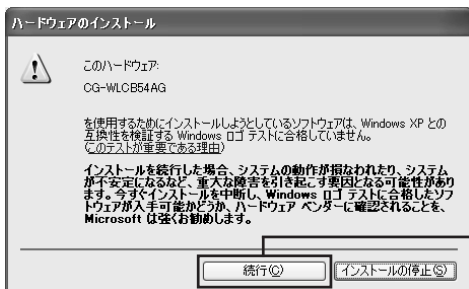 ハードウェアのインストール
このハードウェア:
CG-WLCB54AG
を使用するためにインストールしようとしているソフトウェアは、Windows XP との
互換性を検証する Windows ロゴ テストに合格していません。
(このテストが重要である理由)
インストールを続行した場合、システムの動作が損なわれたり、システム
が不安定になるなど、重大な障害を引き起こす要因となる可能性があり
ます。今すぐインストールを中断し、Windows ロゴ テストに合格したソフ
トウェアが入手可能かどうか、ハードウェア ベンダーに確認されることを、
Microsoft は強くお勧めします。
続行(C) インストールの停止(S)